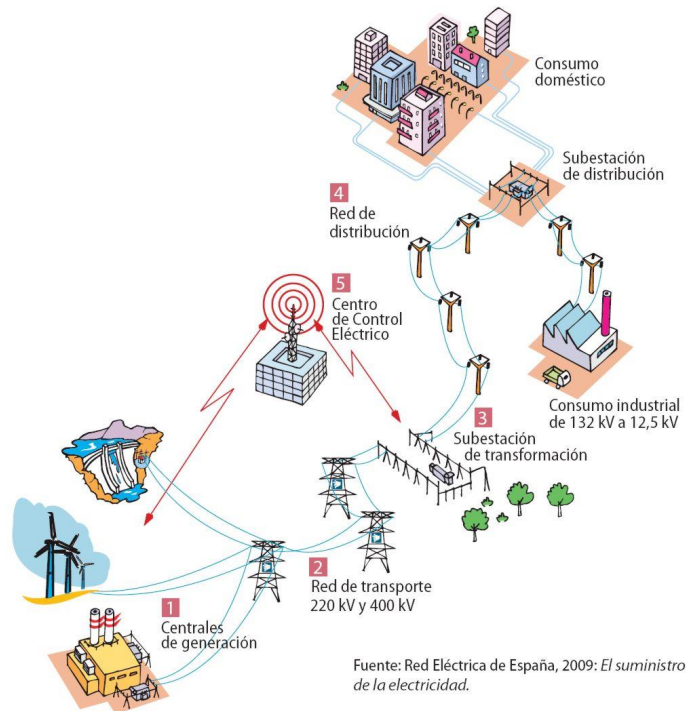 Consumo
doméstico
Subestación
de distribución
4
Red de
distribución
5
Centro
de Control
Eléctrico
Consumo industrial
de 132 kV a 12,5 kV
3
Subestación
de transformación
2
Red de transporte
220 kV y 400 kV
1
Centrales
de generación
Fuente: Red Eléctrica de España, 2009: El suministro
de la electricidad.